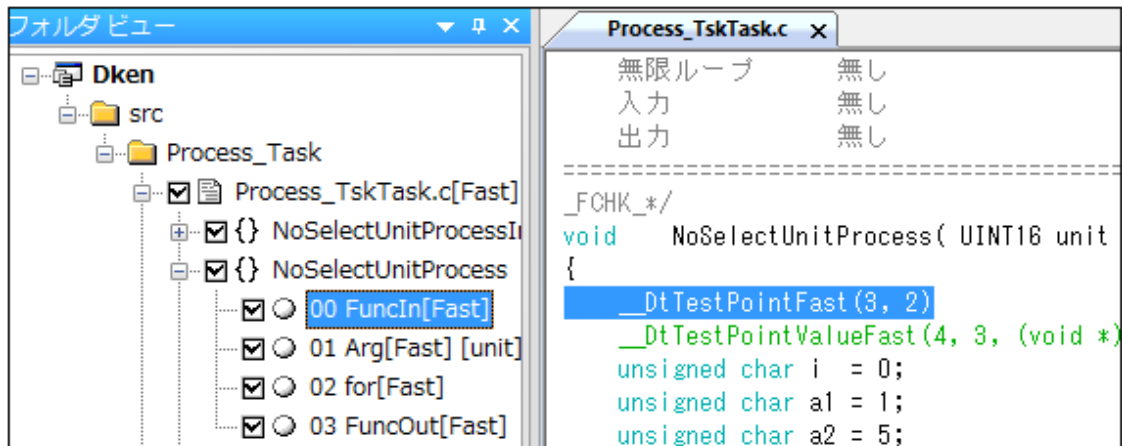 フォルダ ビュー
Dken
src
Process_Task
Process_TskTask.c[Fast]
{} NoSelectUnitProcessI
{} NoSelectUnitProcess
00 FuncIn[Fast]
01 Arg[Fast] [unit]
02 for[Fast]
03 FuncOut[Fast]
Process_TskTask.c
無限ループ 無し
入力 無し
出力 無し
==================================================
_FCHK_*/
void NoSelectUnitProcess( UINT16 unit
{
__DtTestPointFast(3, 2)
__DtTestPointValueFast(4, 3, (void *)
unsigned char i = 0;
unsigned char a1 = 1;
unsigned char a2 = 5;